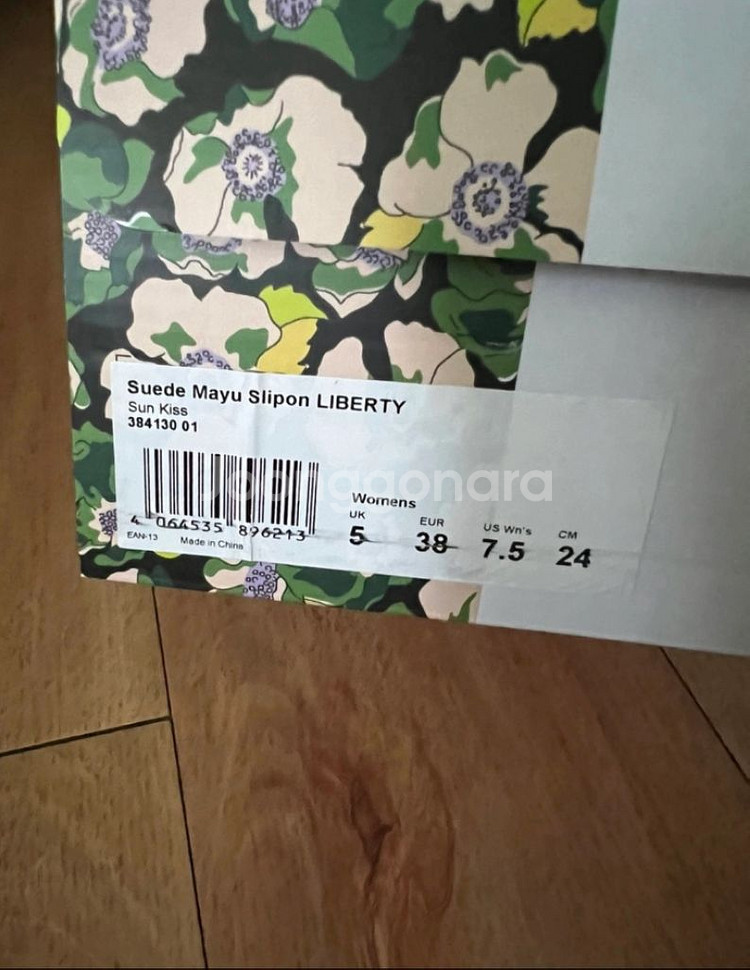 Suede Mayu Slipon LIBERTY
Sun Kiss
384130 01
joonggonara
Womens
UK EUR US Wn's CM
5 38 7.5 24
4 064535 896213
EAN-13 Made in China